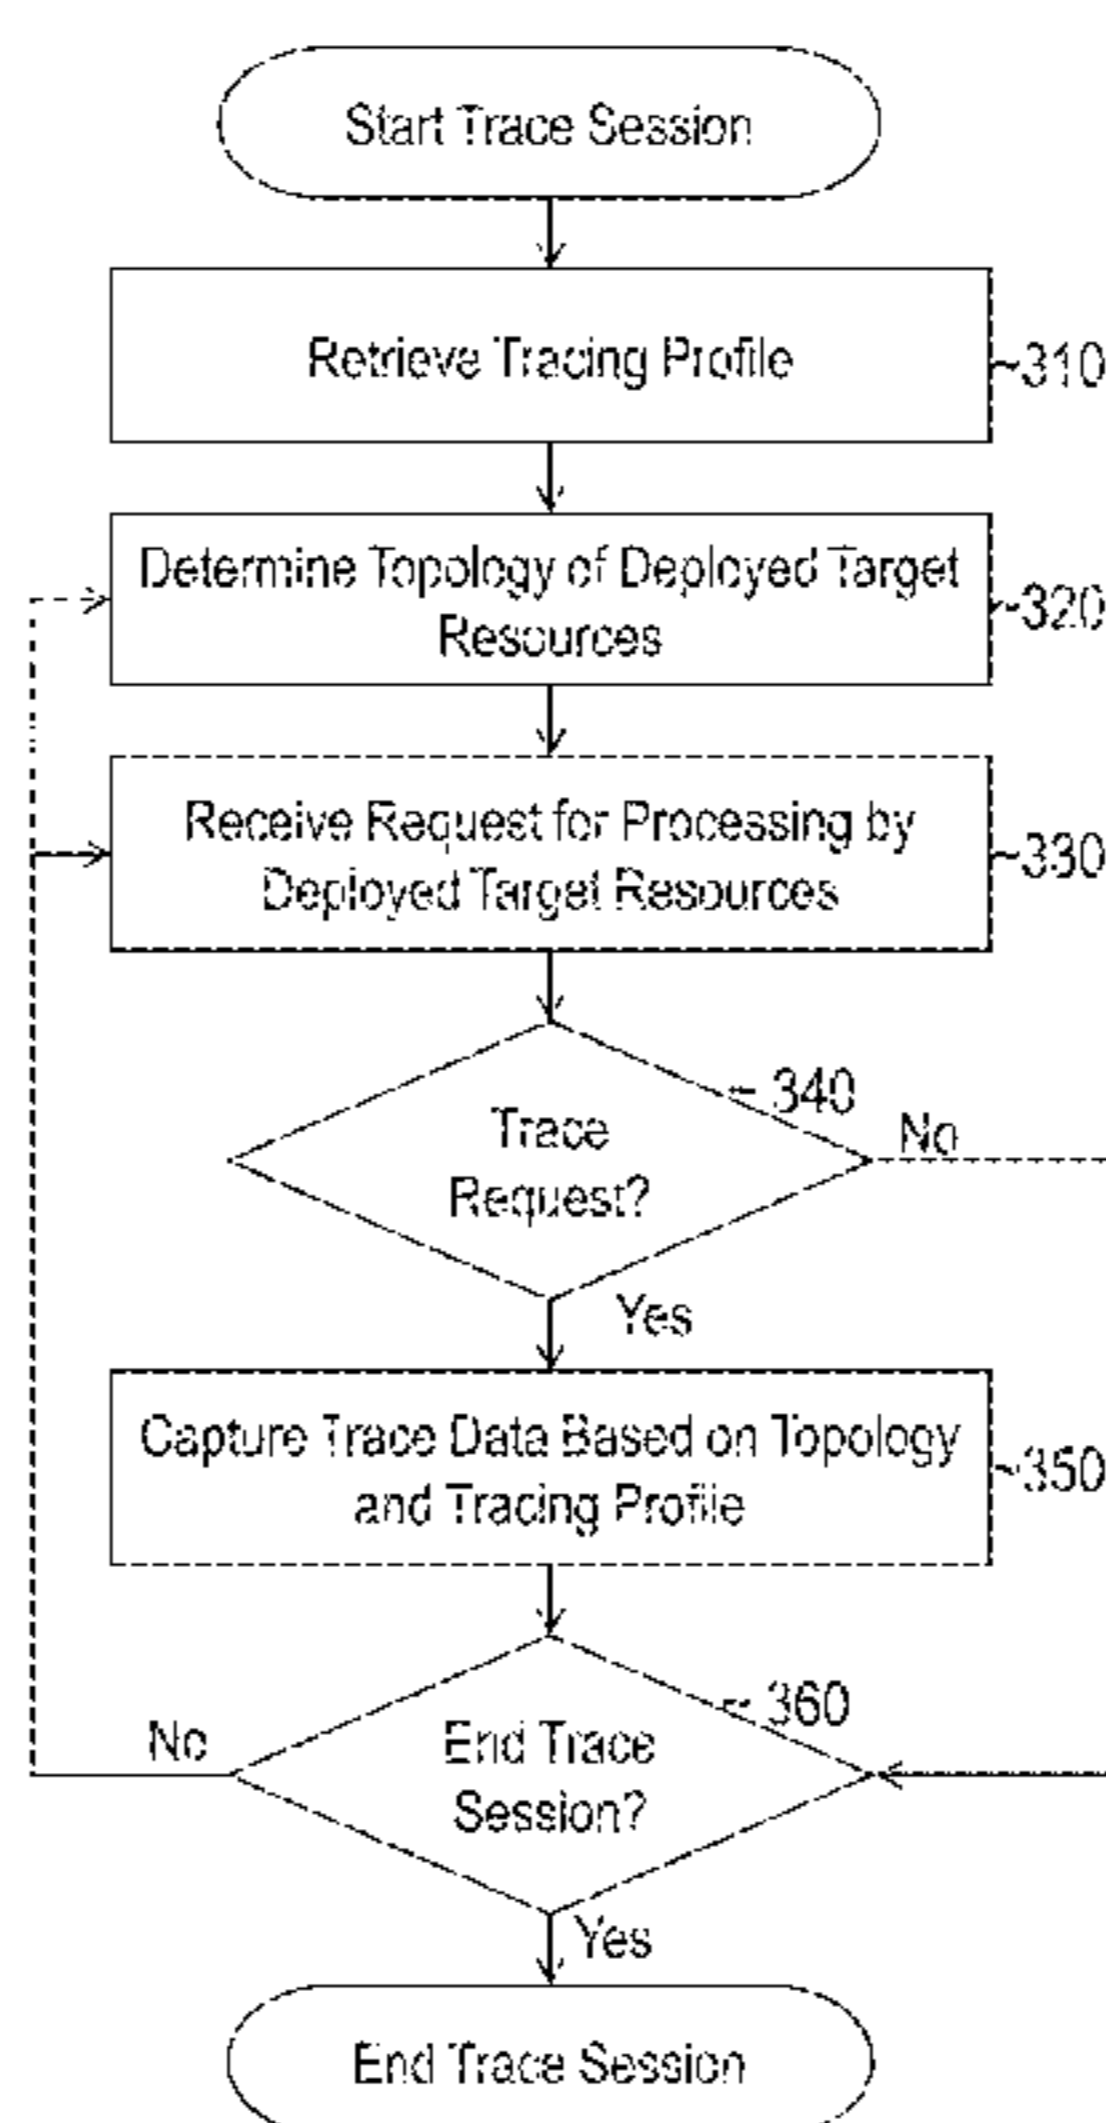 Start Trace Session
Retrieve Tracing Profile
~310
Determine Topology of Deployed Target
Resources
~320
Receive Request for Processing by
Deployed Target Resources
~330
340
Trace
Request?
No
Yes
Capture Trace Data Based on Topology
and Tracing Profile
~350
360
End Trace
Session?
No
Yes
End Trace Session